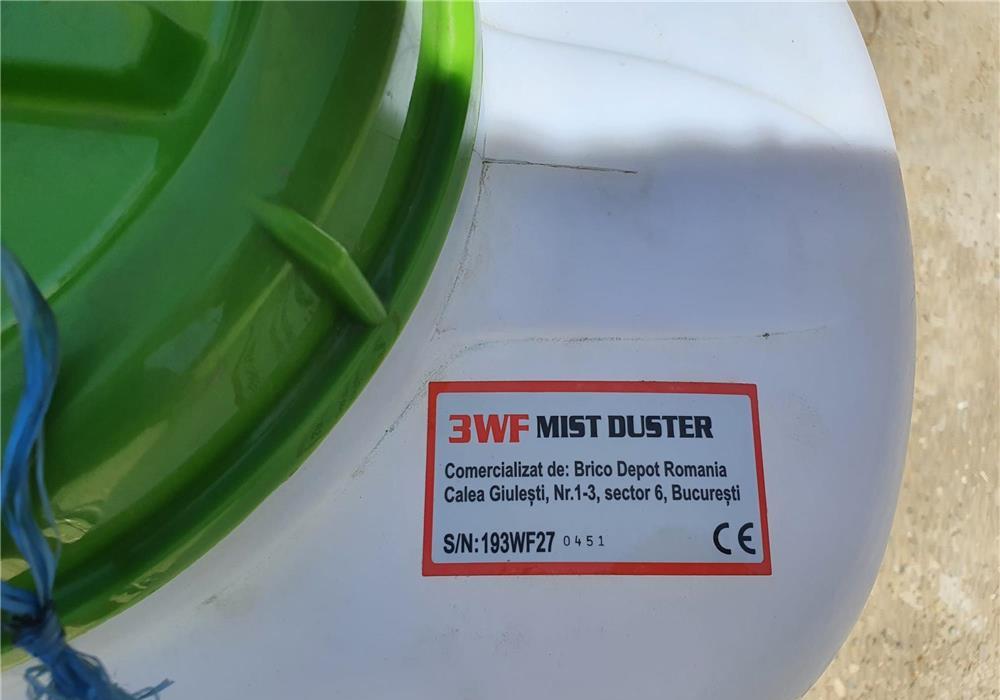 3WF MIST DUSTER
Comercializat de: Brico Depot Romania
Calea Giulești, Nr.1-3, sector 6, București
S/N: 193WF27 0451 CE